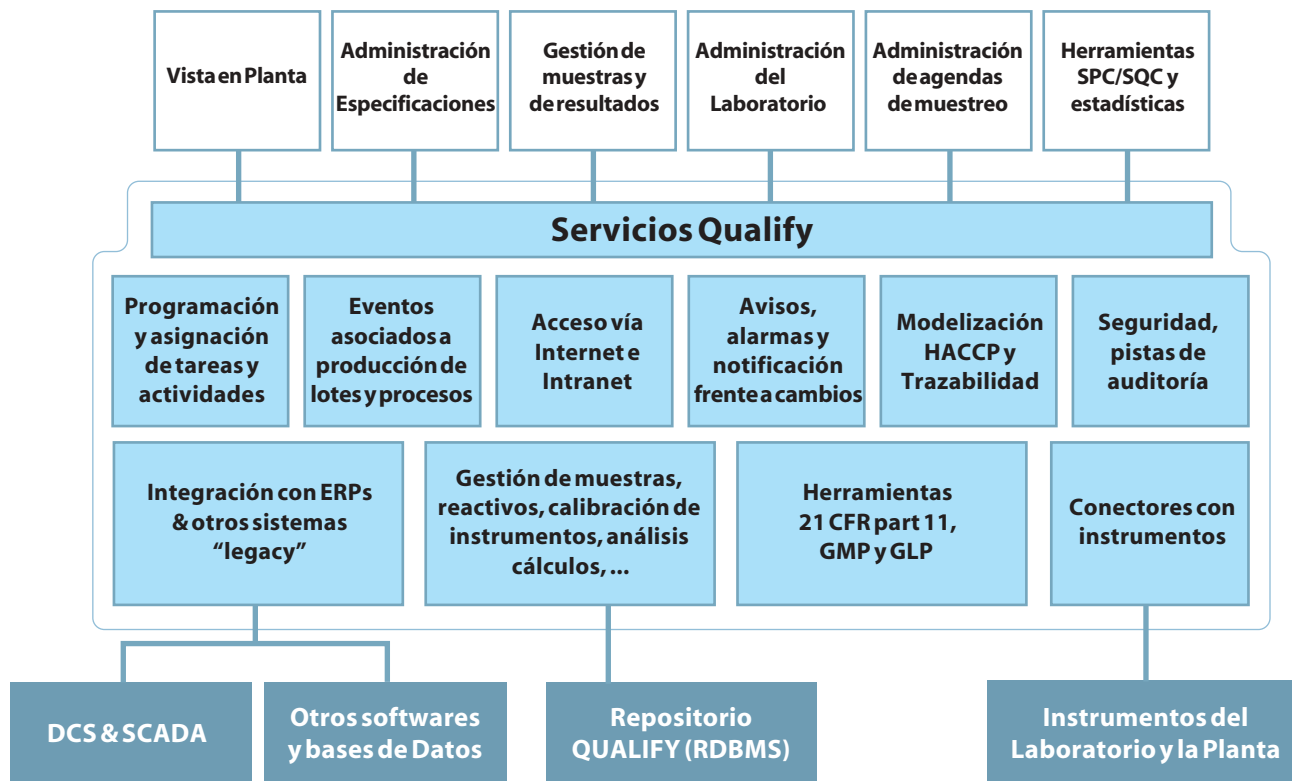 Vista en Planta
Administración
de
Especificaciones
Gestión de
muestras y
de resultados
Administración
del
Laboratorio
Administración
de agendas
de muestreo
Herramientas
SPC/SQC y
estadísticas
Servicios Qualify
Programación
y asignación
de tareas y
actividades
Eventos
asociados a
producción de
lotes y procesos
Acceso vía
Internet e
Intranet
Avisos,
alarmas y
notificación
frente a cambios
Modelización
HACCP y
Trazabilidad
Seguridad,
pistas de
auditoría
Integración con ERPs
& otros sistemas
“legacy”
Gestión de muestras,
reactivos, calibración de
instrumentos, análisis
cálculos, ...
Herramientas
21 CFR part 11,
GMP y GLP
Conectores con
instrumentos
DCS & SCADA
Otros softwares
y bases de Datos
Repositorio
QUALIFY (RDBMS)
Instrumentos del
Laboratorio y la Planta